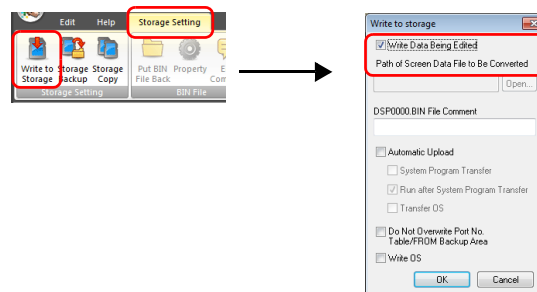 Edit Help Storage Setting
Write to Storage Storage Put BIN Property
Storage Backup Copy File Back
Storage Setting BIN File
Write to storage
Write Data Being Edited
Path of Screen Data File to Be Converted
Open...
DSP0000.BIN File Comment
Automatic Upload
System Program Transfer
Run after System Program Transfer
Transfer OS
Do Not Overwrite Port No.
Table/FROM Backup Area
Write OS
OK Cancel